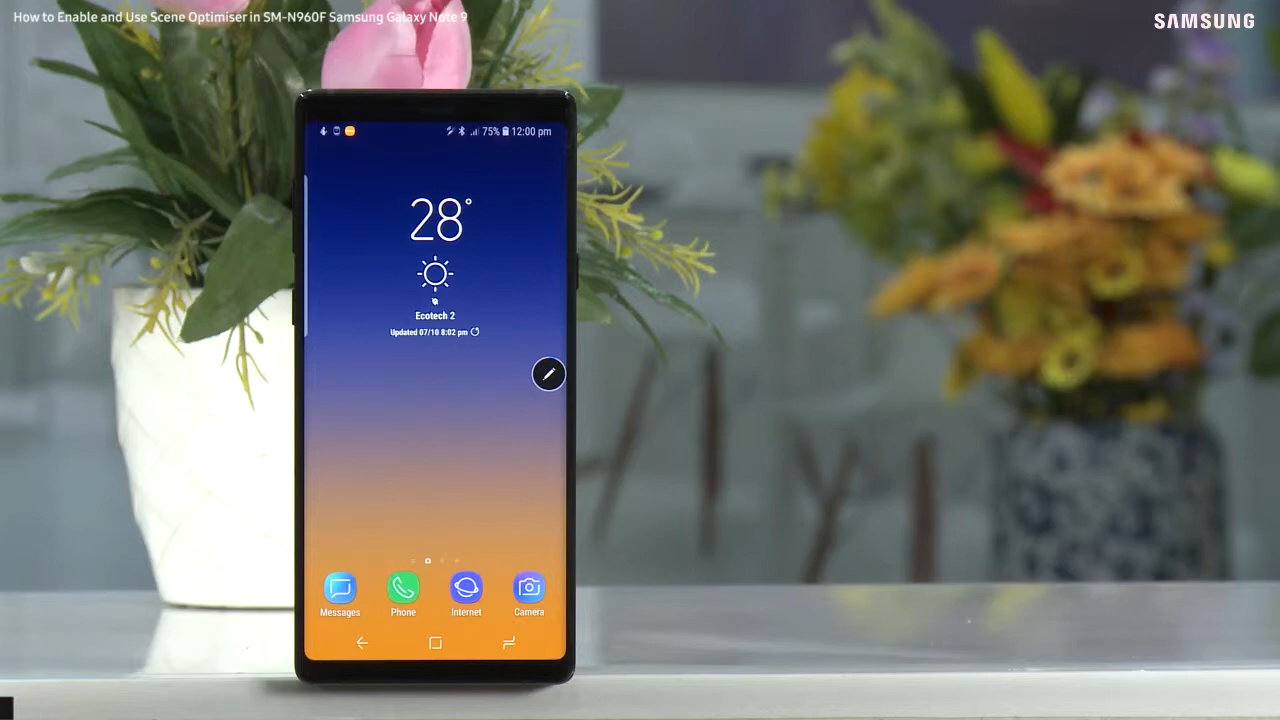 How to Enable and Use Scene Optimiser in SM-N960F Samsung Galaxy Note 9
SAMSUNG
75% 12:00 pm
28°
Ecotech 2
Updated 07/10 8:02 pm
Messages Phone Internet Camera